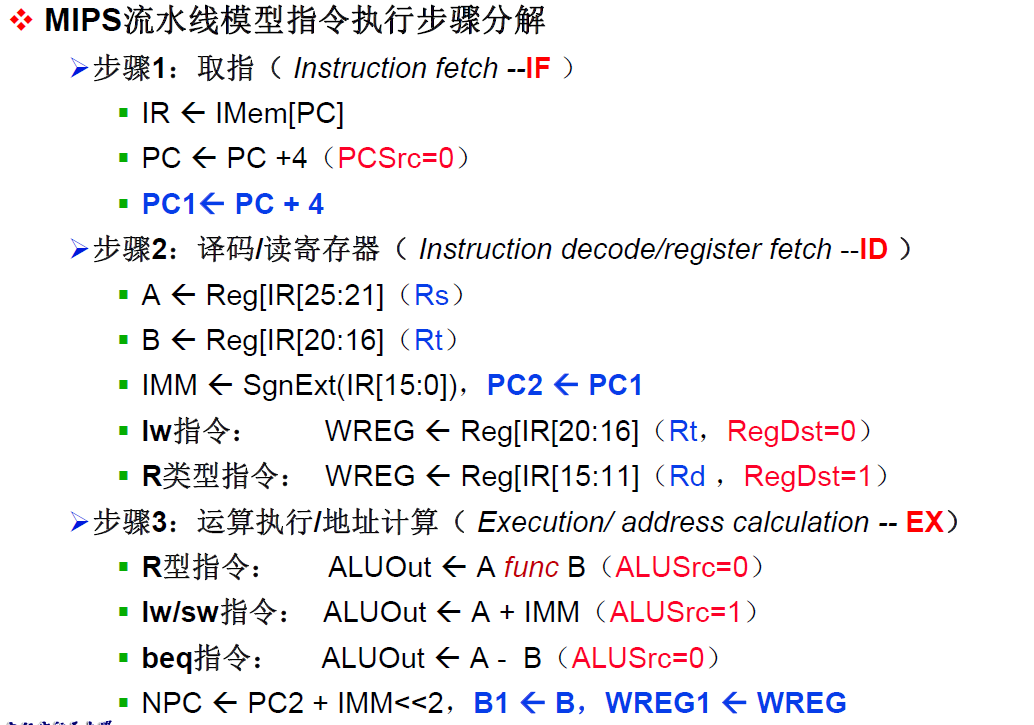 ❖ MIPS流水线模型指令执行步骤分解
➢步骤1：取指（ Instruction fetch --IF ）
▪ IR ← IMem[PC]
▪ PC ← PC +4（PCSrc=0）
▪ PC1← PC + 4
➢步骤2：译码/读寄存器（ Instruction decode/register fetch --ID ）
▪ A ← Reg[IR[25:21]（Rs）
▪ B ← Reg[IR[20:16]（Rt）
▪ IMM ← SgnExt(IR[15:0])，PC2 ← PC1
▪ lw指令： WREG ← Reg[IR[20:16]（Rt，RegDst=0）
▪ R类型指令： WREG ← Reg[IR[15:11]（Rd ，RegDst=1）
➢步骤3：运算执行/地址计算（ Execution/ address calculation -- EX）
▪ R型指令： ALUOut ← A func B（ALUSrc=0）
▪ lw/sw指令： ALUOut ← A + IMM（ALUSrc=1）
▪ beq指令： ALUOut ← A - B（ALUSrc=0）
▪ NPC ← PC2 + IMM<<2，B1 ← B，WREG1 ← WREG